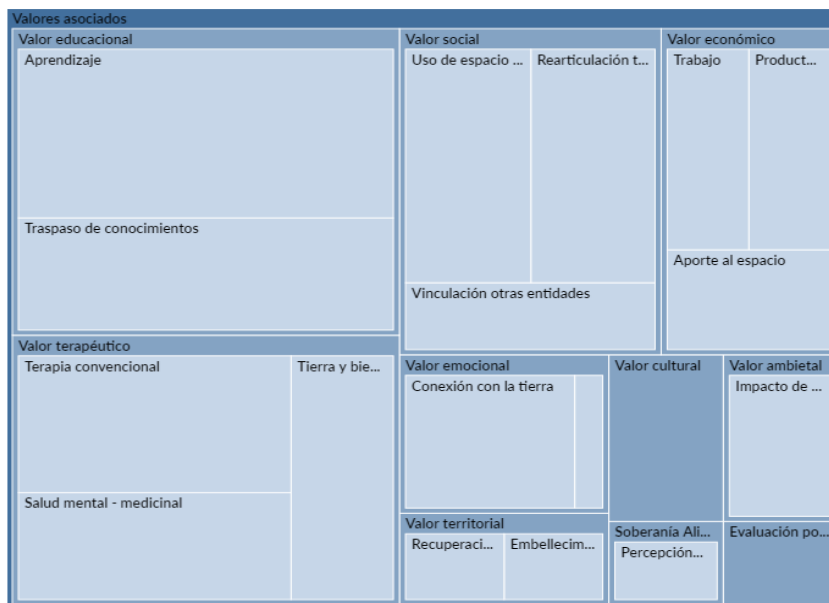 Valores asociados
Valor educacional
Aprendizaje
Traspaso de conocimientos
Valor terapéutico
Terapia convencional
Tierra y bie...
Salud mental - medicinal
Valor social
Uso de espacio ...
Rearticulación t...
Vinculación otras entidades
Valor económico
Trabajo
Product...
Aporte al espacio
Valor emocional
Conexión con la tierra
Valor territorial
Recuperaci...
Embellecim...
Valor cultural
Valor ambietal
Impacto de ...
Soberanía Ali...
Percepción...
Evaluación po...